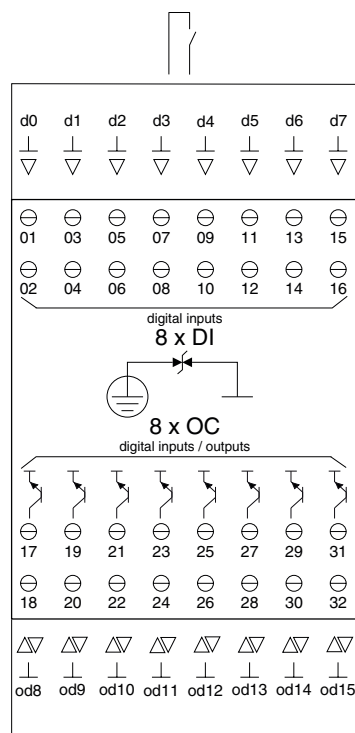 d0 d1 d2 d3 d4 d5 d6 d7
01 03 05 07 09 11 13 15
02 04 06 08 10 12 14 16
digital inputs
8 x DI
8 x OC
digital inputs / outputs
17 19 21 23 25 27 29 31
18 20 22 24 26 28 30 32
od8 od9 od10 od11 od12 od13 od14 od15